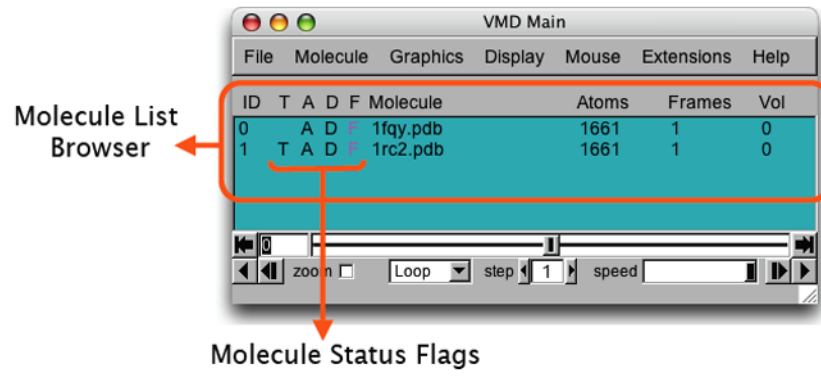 VMD Main
File Molecule Graphics Display Mouse Extensions Help
ID T A D F Molecule Atoms Frames Vol
0 A D F 1fqy.pdb 1661 1 0
1 T A D F 1rc2.pdb 1661 1 0
Molecule List
Browser
0
zoom Loop step 1 speed
Molecule Status Flags